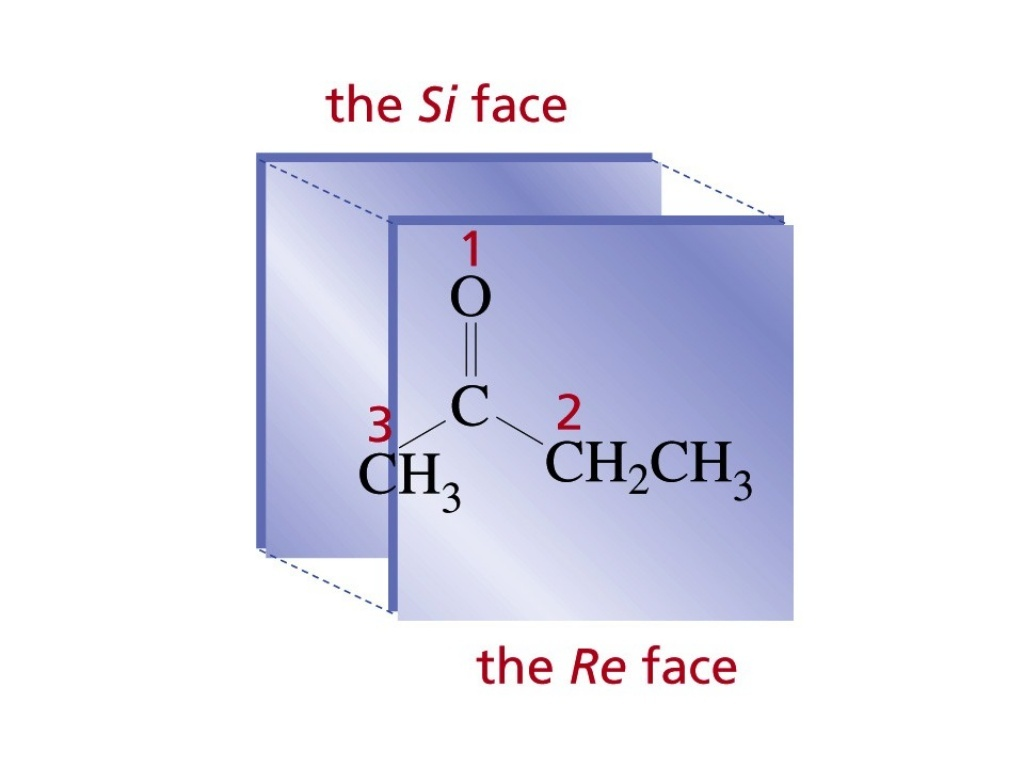 the Si face
1
O
C
3 2
CH₃ CH₂CH₃
the Re face